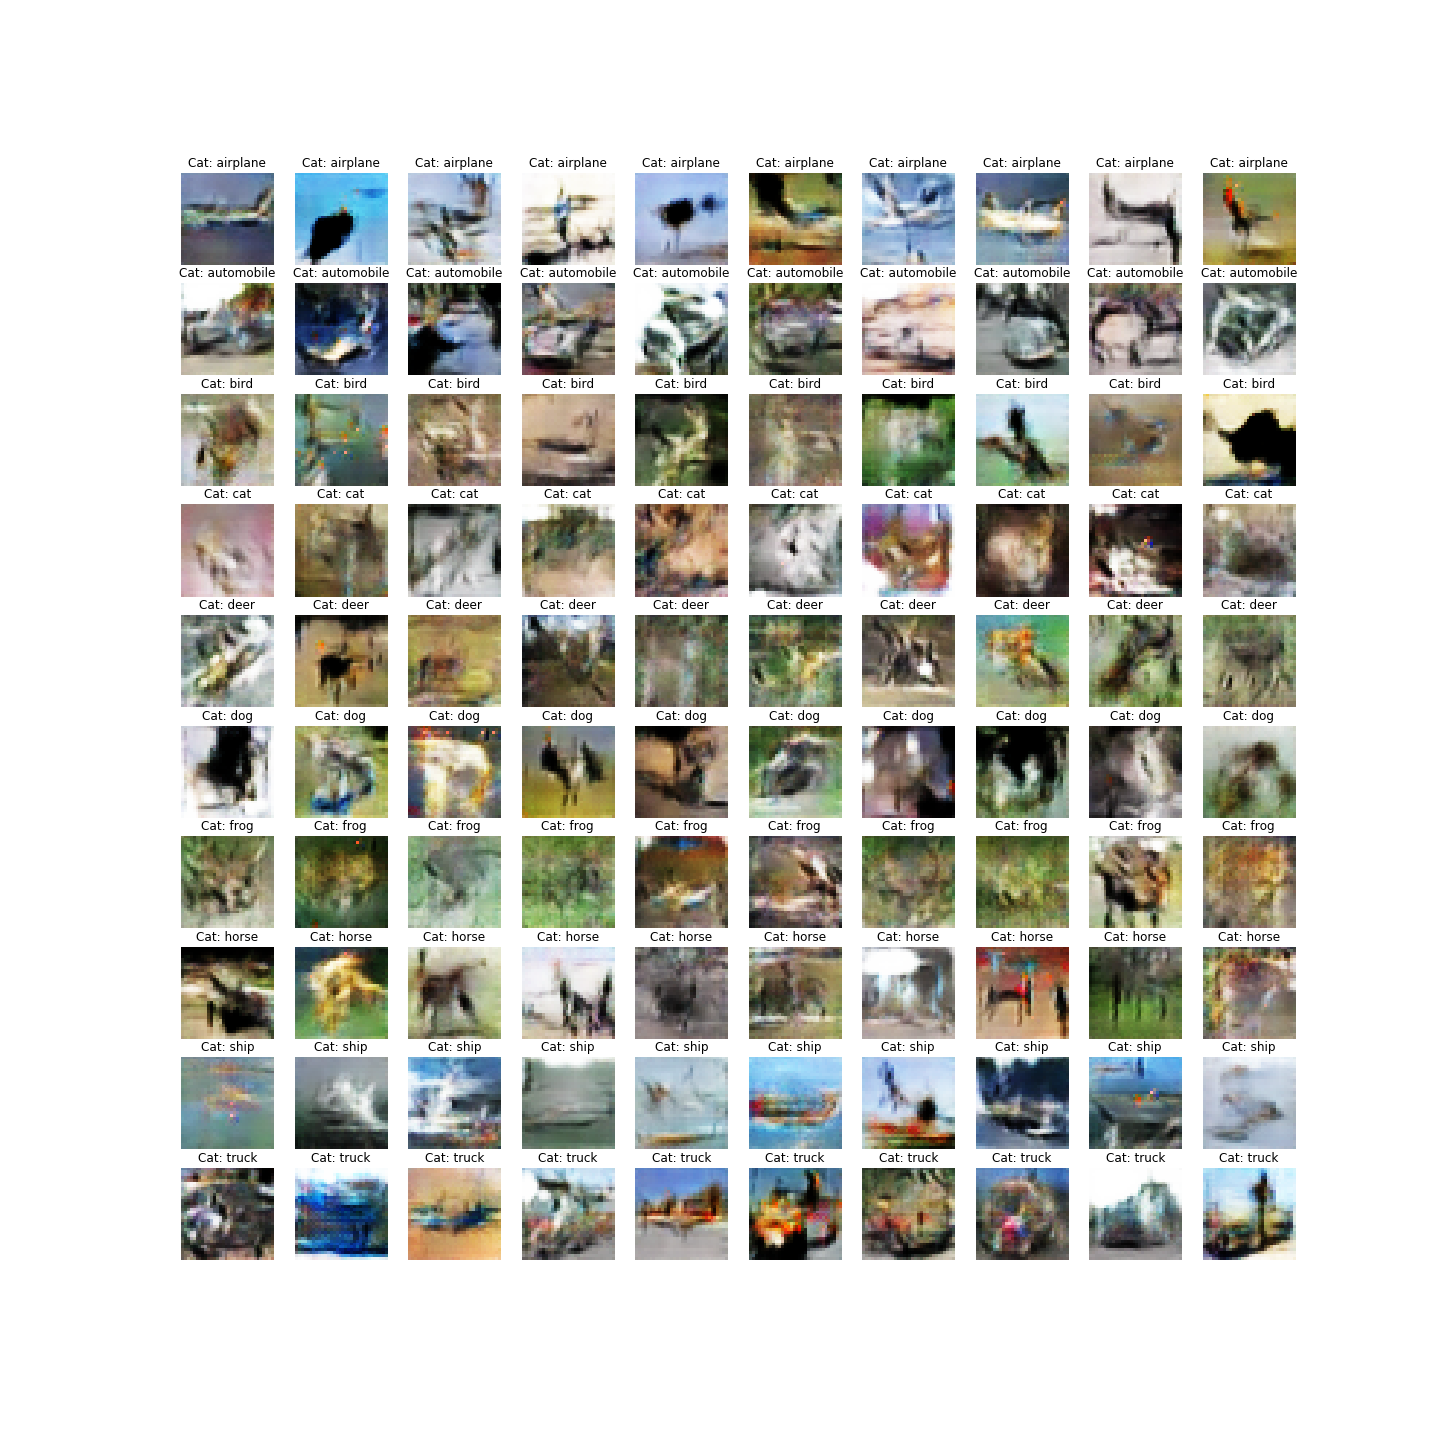 Cat: airplane Cat: airplane Cat: airplane Cat: airplane Cat: airplane Cat: airplane Cat: airplane Cat: airplane Cat: airplane Cat: airplane
Cat: automobile Cat: automobile Cat: automobile Cat: automobile Cat: automobile Cat: automobile Cat: automobile Cat: automobile Cat: automobile Cat: automobile
Cat: bird Cat: bird Cat: bird Cat: bird Cat: bird Cat: bird Cat: bird Cat: bird Cat: bird Cat: bird
Cat: cat Cat: cat Cat: cat Cat: cat Cat: cat Cat: cat Cat: cat Cat: cat Cat: cat Cat: cat
Cat: deer Cat: deer Cat: deer Cat: deer Cat: deer Cat: deer Cat: deer Cat: deer Cat: deer Cat: deer
Cat: dog Cat: dog Cat: dog Cat: dog Cat: dog Cat: dog Cat: dog Cat: dog Cat: dog Cat: dog
Cat: frog Cat: frog Cat: frog Cat: frog Cat: frog Cat: frog Cat: frog Cat: frog Cat: frog Cat: frog
Cat: horse Cat: horse Cat: horse Cat: horse Cat: horse Cat: horse Cat: horse Cat: horse Cat: horse Cat: horse
Cat: ship Cat: ship Cat: ship Cat: ship Cat: ship Cat: ship Cat: ship Cat: ship Cat: ship Cat: ship
Cat: truck Cat: truck Cat: truck Cat: truck Cat: truck Cat: truck Cat: truck Cat: truck Cat: truck Cat: truck